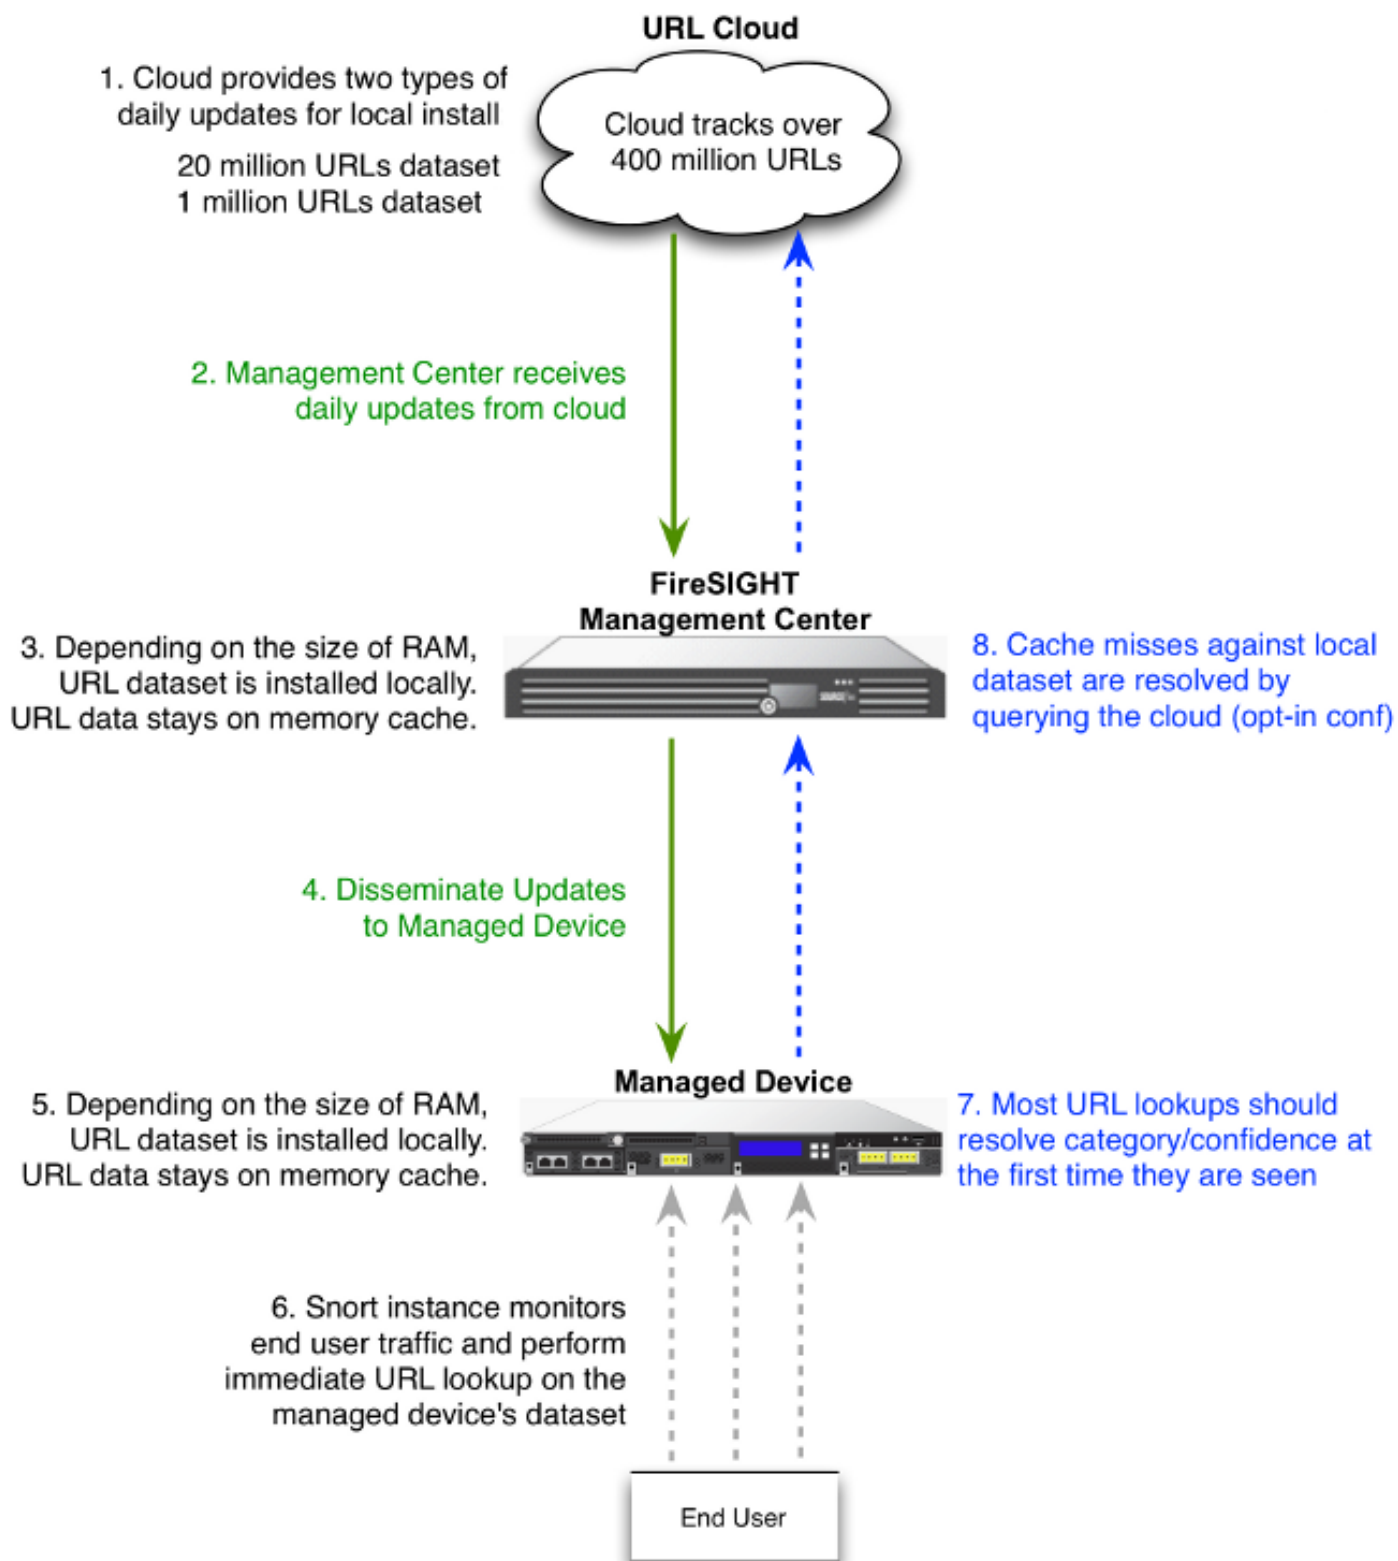 URL Cloud
1. Cloud provides two types of
daily updates for local install
20 million URLs dataset
1 million URLs dataset
Cloud tracks over
400 million URLs
2. Management Center receives
daily updates from cloud
FireSIGHT
Management Center
3. Depending on the size of RAM,
URL dataset is installed locally.
URL data stays on memory cache.
8. Cache misses against local
dataset are resolved by
querying the cloud (opt-in conf)
4. Disseminate Updates
to Managed Device
Managed Device
5. Depending on the size of RAM,
URL dataset is installed locally.
URL data stays on memory cache.
7. Most URL lookups should
resolve category/confidence at
the first time they are seen
6. Snort instance monitors
end user traffic and perform
immediate URL lookup on the
managed device's dataset
End User